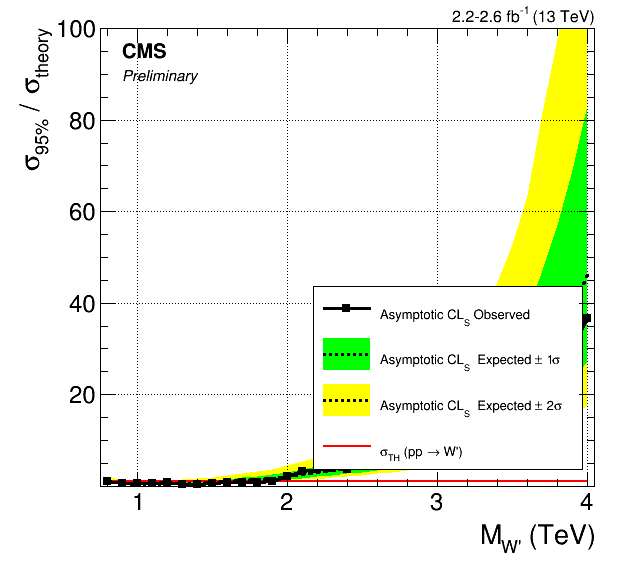 2.2-2.6 fb⁻¹ (13 TeV)
CMS
Preliminary
σ95% / σtheory
100
80
60
40
20
Asymptotic CLS Observed
Asymptotic CLS Expected ± 1σ
Asymptotic CLS Expected ± 2σ
σTH (pp → W')
1 2 3 4
MW' (TeV)